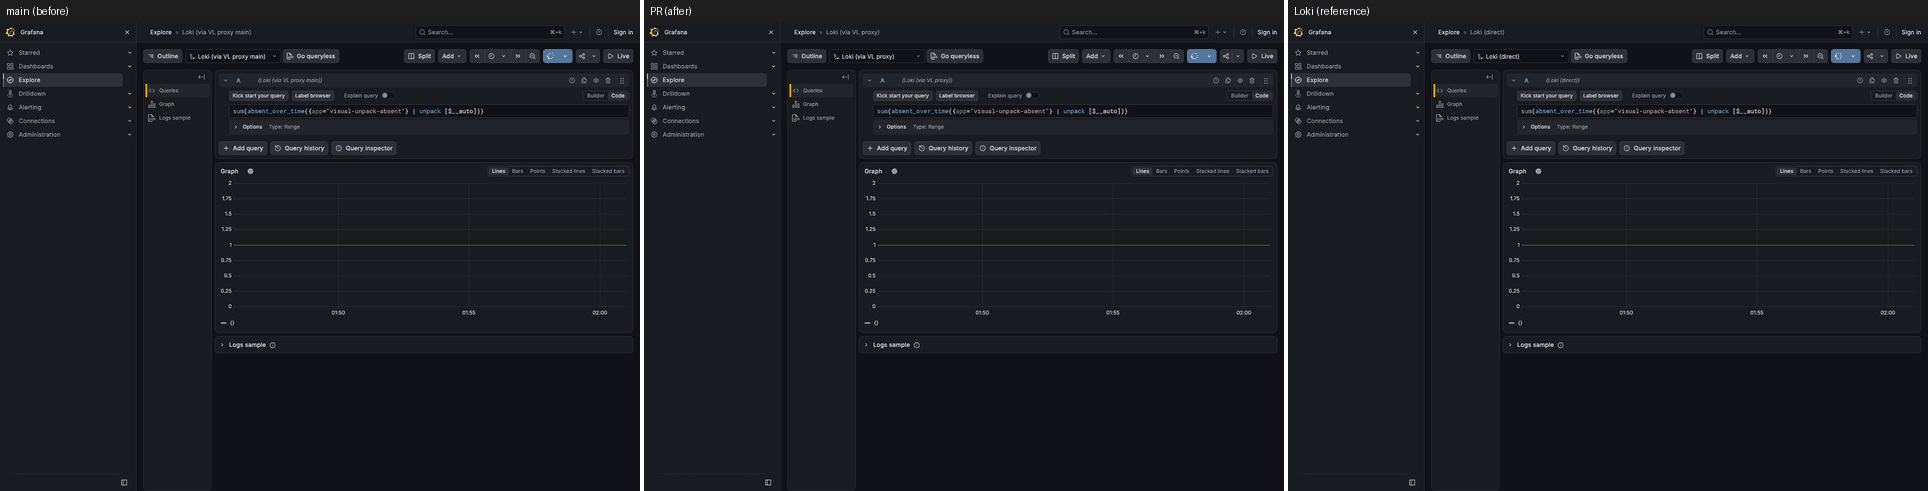 main (before)
Grafana
Explore › Loki (via VL proxy main)
Search... ⌘+k
Sign in
Starred
Dashboards
Explore
Drilldown
Alerting
Connections
Administration
Outline
Loki (via VL proxy main)
Go queryless
Split
Add
Live
Queries
Graph
Logs sample
A (Loki (via VL proxy main))
Kick start your query
Label browser
Explain query
Builder
Code
sum(absent_over_time({app="visual-unpack-absent"} | unpack [$__auto]))
Options Type: Range
+ Add query
Query history
Query inspector
Graph
Lines Bars Points Stacked lines Stacked bars
2
1.75
1.5
1.25
1
0.75
0.5
0.25
0
01:50 01:55 02:00
{}
Logs sample
PR (after)
Grafana
Explore › Loki (via VL proxy)
Search... ⌘+k
Sign in
Starred
Dashboards
Explore
Drilldown
Alerting
Connections
Administration
Outline
Loki (via VL proxy)
Go queryless
Split
Add
Live
Queries
Graph
Logs sample
A (Loki (via VL proxy))
Kick start your query
Label browser
Explain query
Builder
Code
sum(absent_over_time({app="visual-unpack-absent"} | unpack [$__auto]))
Options Type: Range
+ Add query
Query history
Query inspector
Graph
Lines Bars Points Stacked lines Stacked bars
2
1.75
1.5
1.25
1
0.75
0.5
0.25
0
01:50 01:55 02:00
{}
Logs sample
Loki (reference)
Grafana
Explore › Loki (direct)
Search... ⌘+k
Sign in
Starred
Dashboards
Explore
Drilldown
Alerting
Connections
Administration
Outline
Loki (direct)
Go queryless
Split
Add
Live
Queries
Graph
Logs sample
A (Loki (direct))
Kick start your query
Label browser
Explain query
Builder
Code
sum(absent_over_time({app="visual-unpack-absent"} | unpack [$__auto]))
Options Type: Range
+ Add query
Query history
Query inspector
Graph
Lines Bars Points Stacked lines Stacked bars
2
1.75
1.5
1.25
1
0.75
0.5
0.25
0
01:50 01:55 02:00
{}
Logs sample